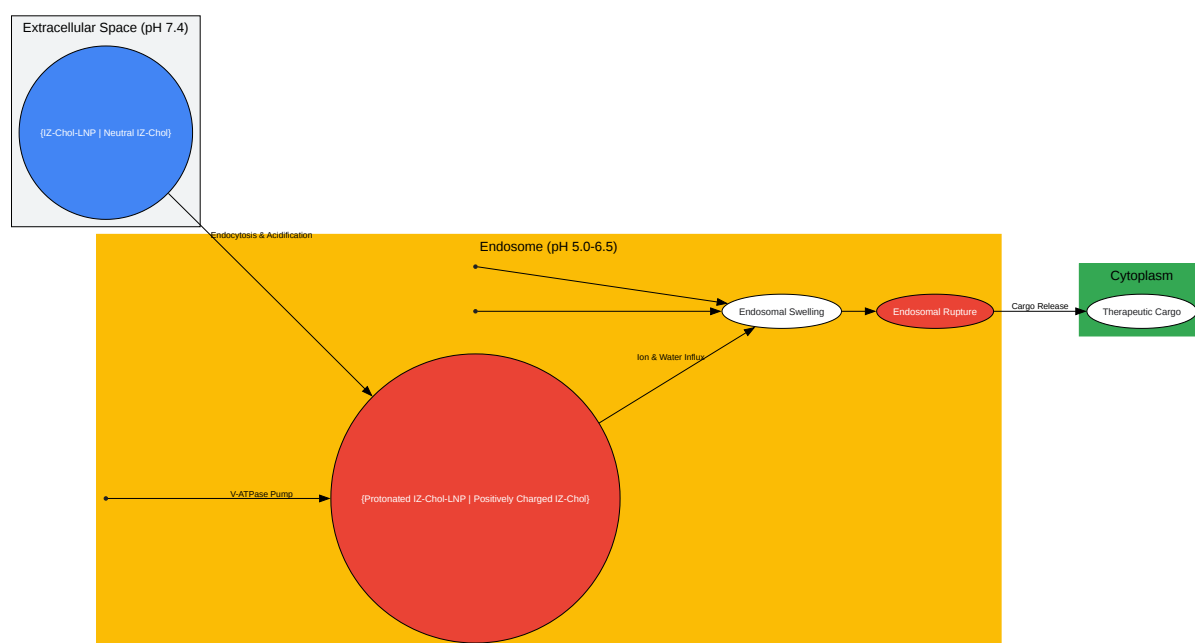 Extracellular Space (pH 7.4)
{IZ-Chol-LNP | Neutral IZ-Chol}
Endocytosis & Acidification
Endosome (pH 5.0-6.5)
Cytoplasm
Endosomal Swelling
Endosomal Rupture
Cargo Release
Therapeutic Cargo
Ion & Water Influx
V-ATPase Pump
{Protonated IZ-Chol-LNP | Positively Charged IZ-Chol}